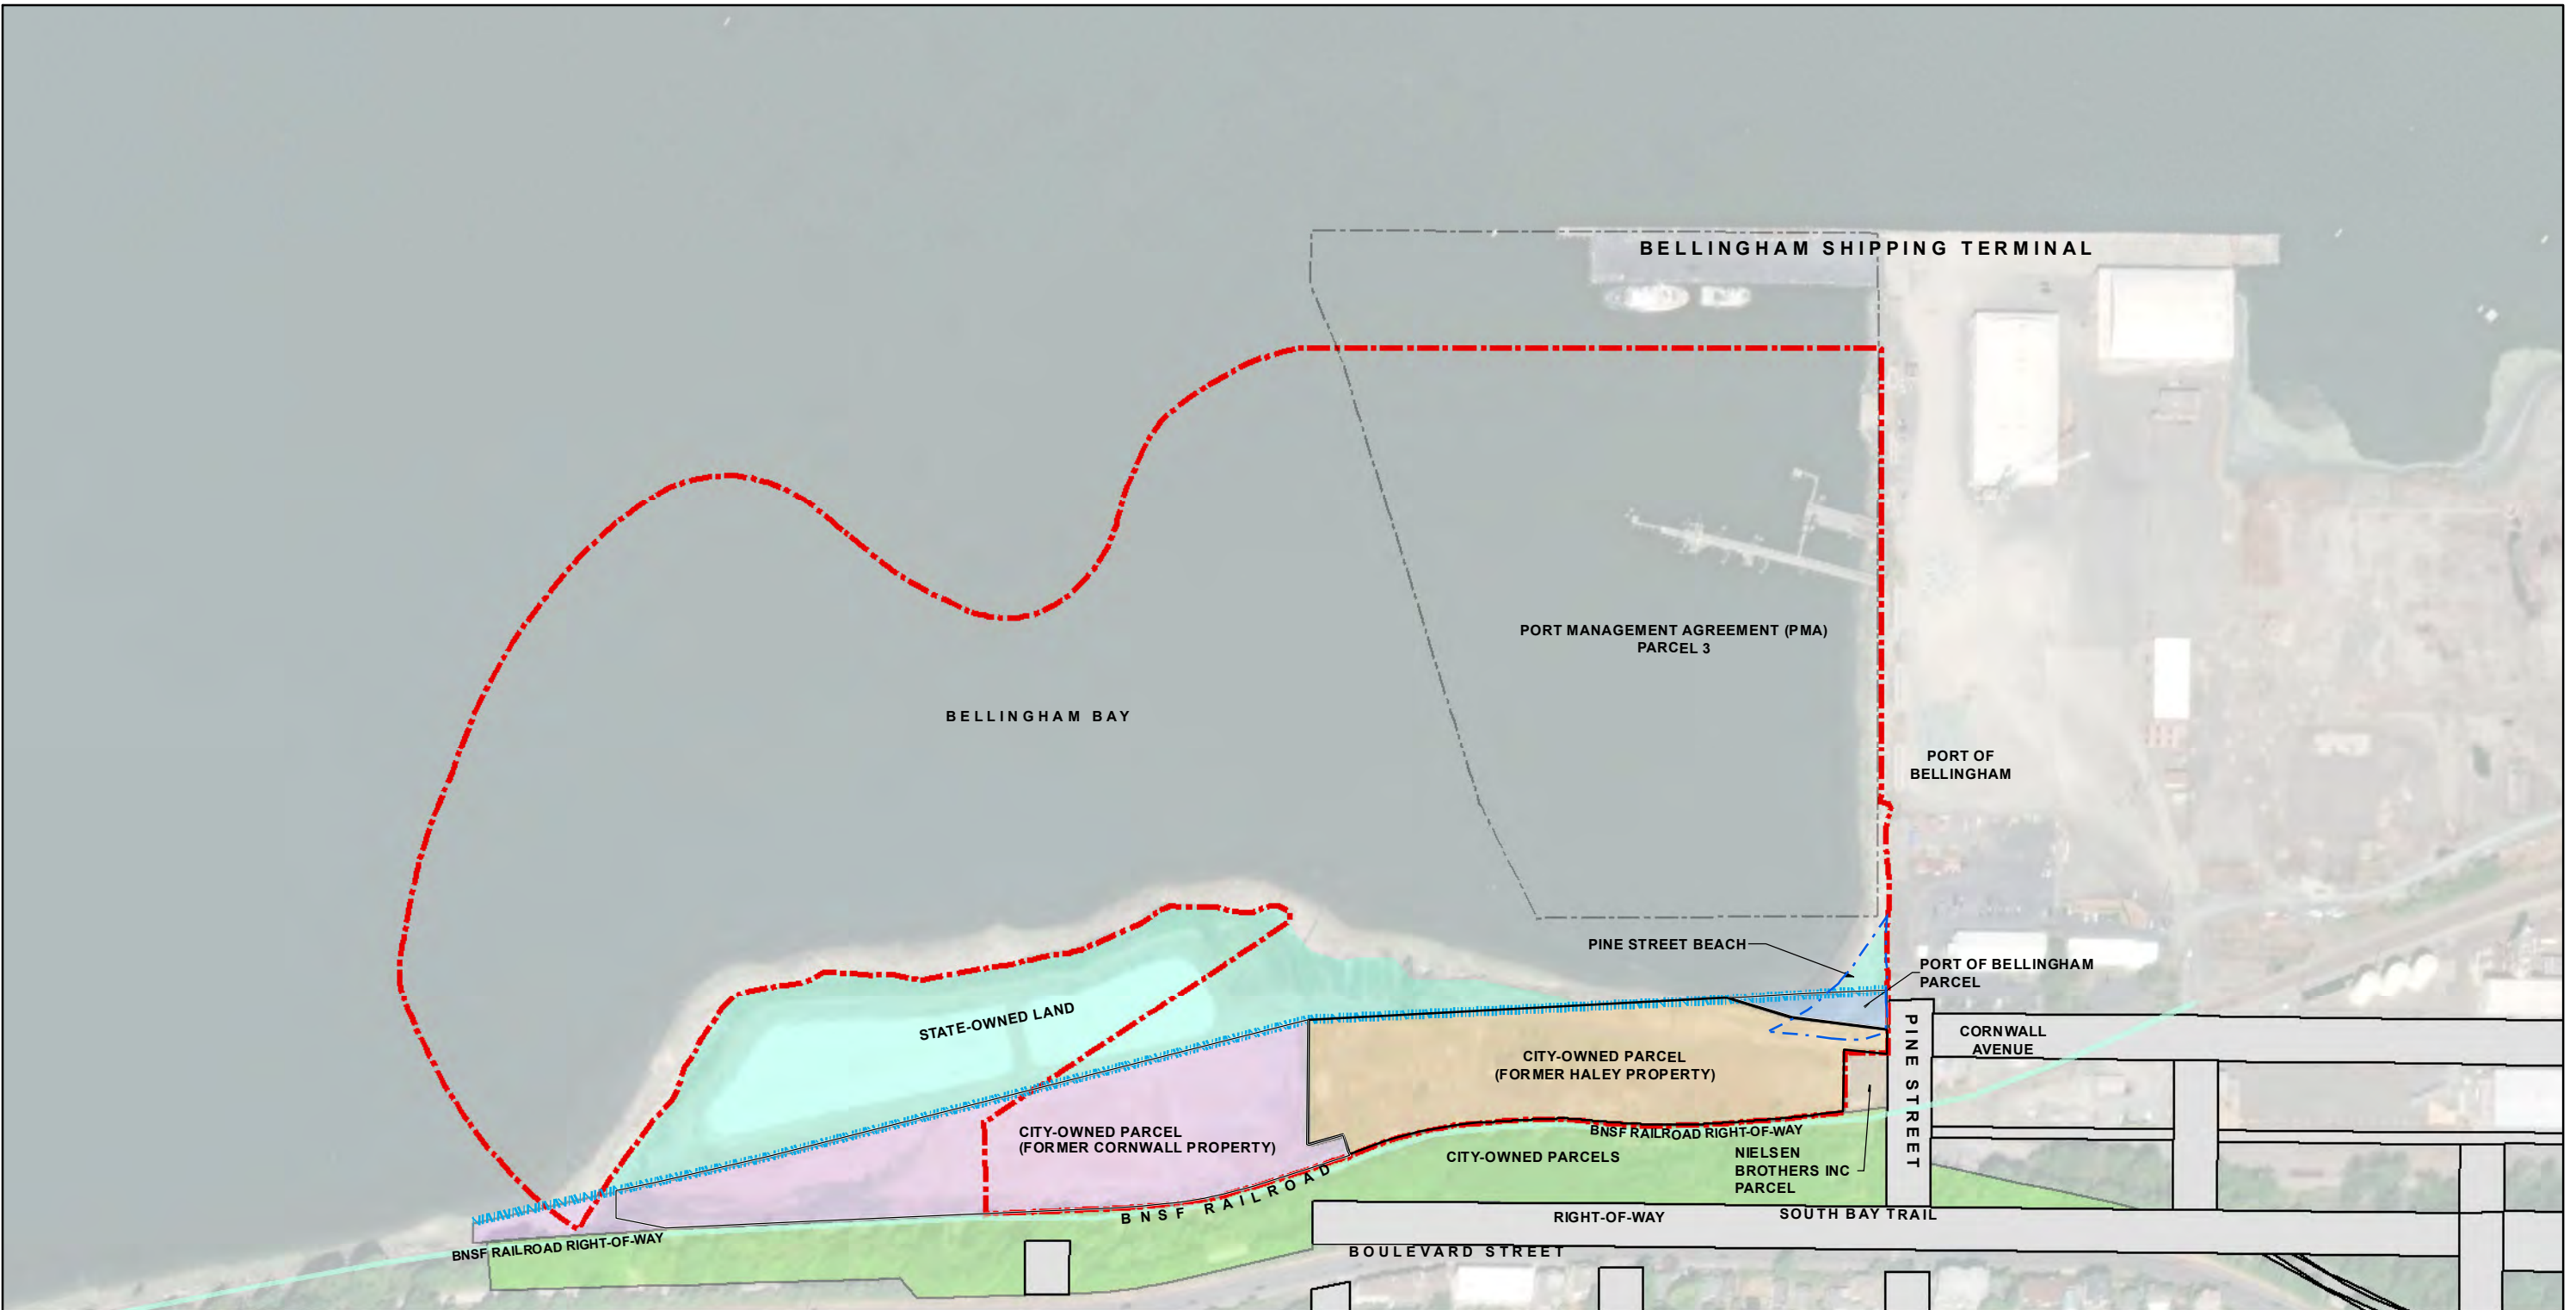 BELLINGHAM SHIPPING TERMINAL
PORT MANAGEMENT AGREEMENT (PMA)
PARCEL 3
BELLINGHAM BAY
PORT OF
BELLINGHAM
PINE STREET BEACH
PORT OF BELLINGHAM
PARCEL
STATE-OWNED LAND
PINE STREET
CORNWALL
AVENUE
CITY-OWNED PARCEL
(FORMER HALEY PROPERTY)
CITY-OWNED PARCEL
(FORMER CORNWALL PROPERTY)
BNSF RAILROAD RIGHT-OF-WAY
CITY-OWNED PARCELS
NIELSEN
BROTHERS INC
PARCEL
BNSF RAILROAD
RIGHT-OF-WAY
SOUTH BAY TRAIL
BNSF RAILROAD RIGHT-OF-WAY
BOULEVARD STREET